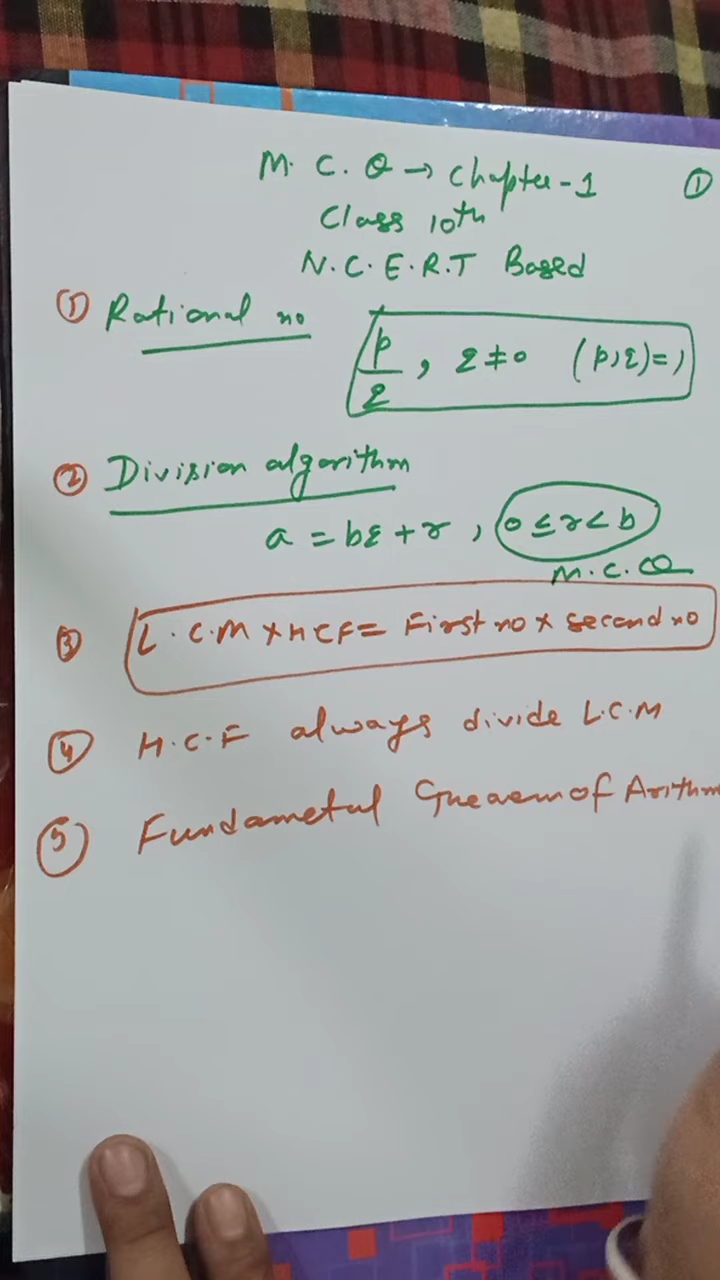 M. C. Q → Chapter-1 ①
Class 10th
N.C.E.R.T Based
① Rational no
p/q, q ≠ 0 (p,q)=1
② Division algorithm
a = bq + r, 0 ≤ r < b
M.C.Q
③ L.C.M × HCF = First no × second no
④ H.C.F always divide L.C.M
⑤ Fundametal of Arithm